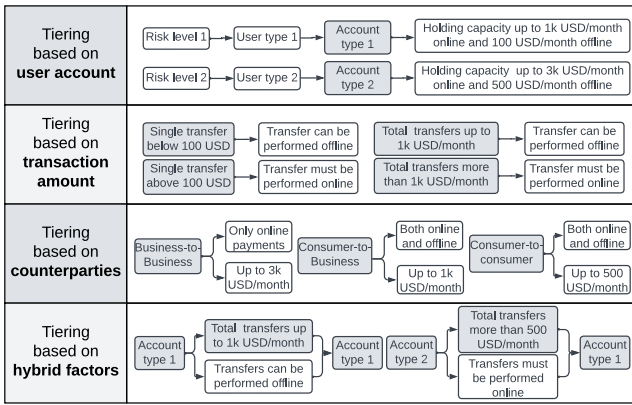 Tiering
based on
user account
Risk level 1
User type 1
Account
type 1
Holding capacity up to 1k USD/month
online and 100 USD/month offline
Risk level 2
User type 2
Account
type 2
Holding capacity up to 3k USD/month
online and 500 USD/month offline
Tiering
based on
transaction
amount
Single transfer
below 100 USD
Transfer can be
performed offline
Total transfers up to
1k USD/month
Transfer can be
performed offline
Single transfer
above 100 USD
Transfer must be
performed online
Total transfers more
than 1k USD/month
Transfer must be
performed online
Tiering
based on
counterparties
Business-to-
Business
Only online
payments
Up to 3k
USD/month
Consumer-to-
Business
Both online
and offline
Up to 1k
USD/month
Consumer-to-
consumer
Both online
and offline
Up to 500
USD/month
Tiering
based on
hybrid factors
Account
type 1
Total transfers up
to 1k USD/month
Transfers can be
performed offline
Account
type 1
Account
type 2
Total transfers
more than 500
USD/month
Transfers must
be performed
online
Account
type 1